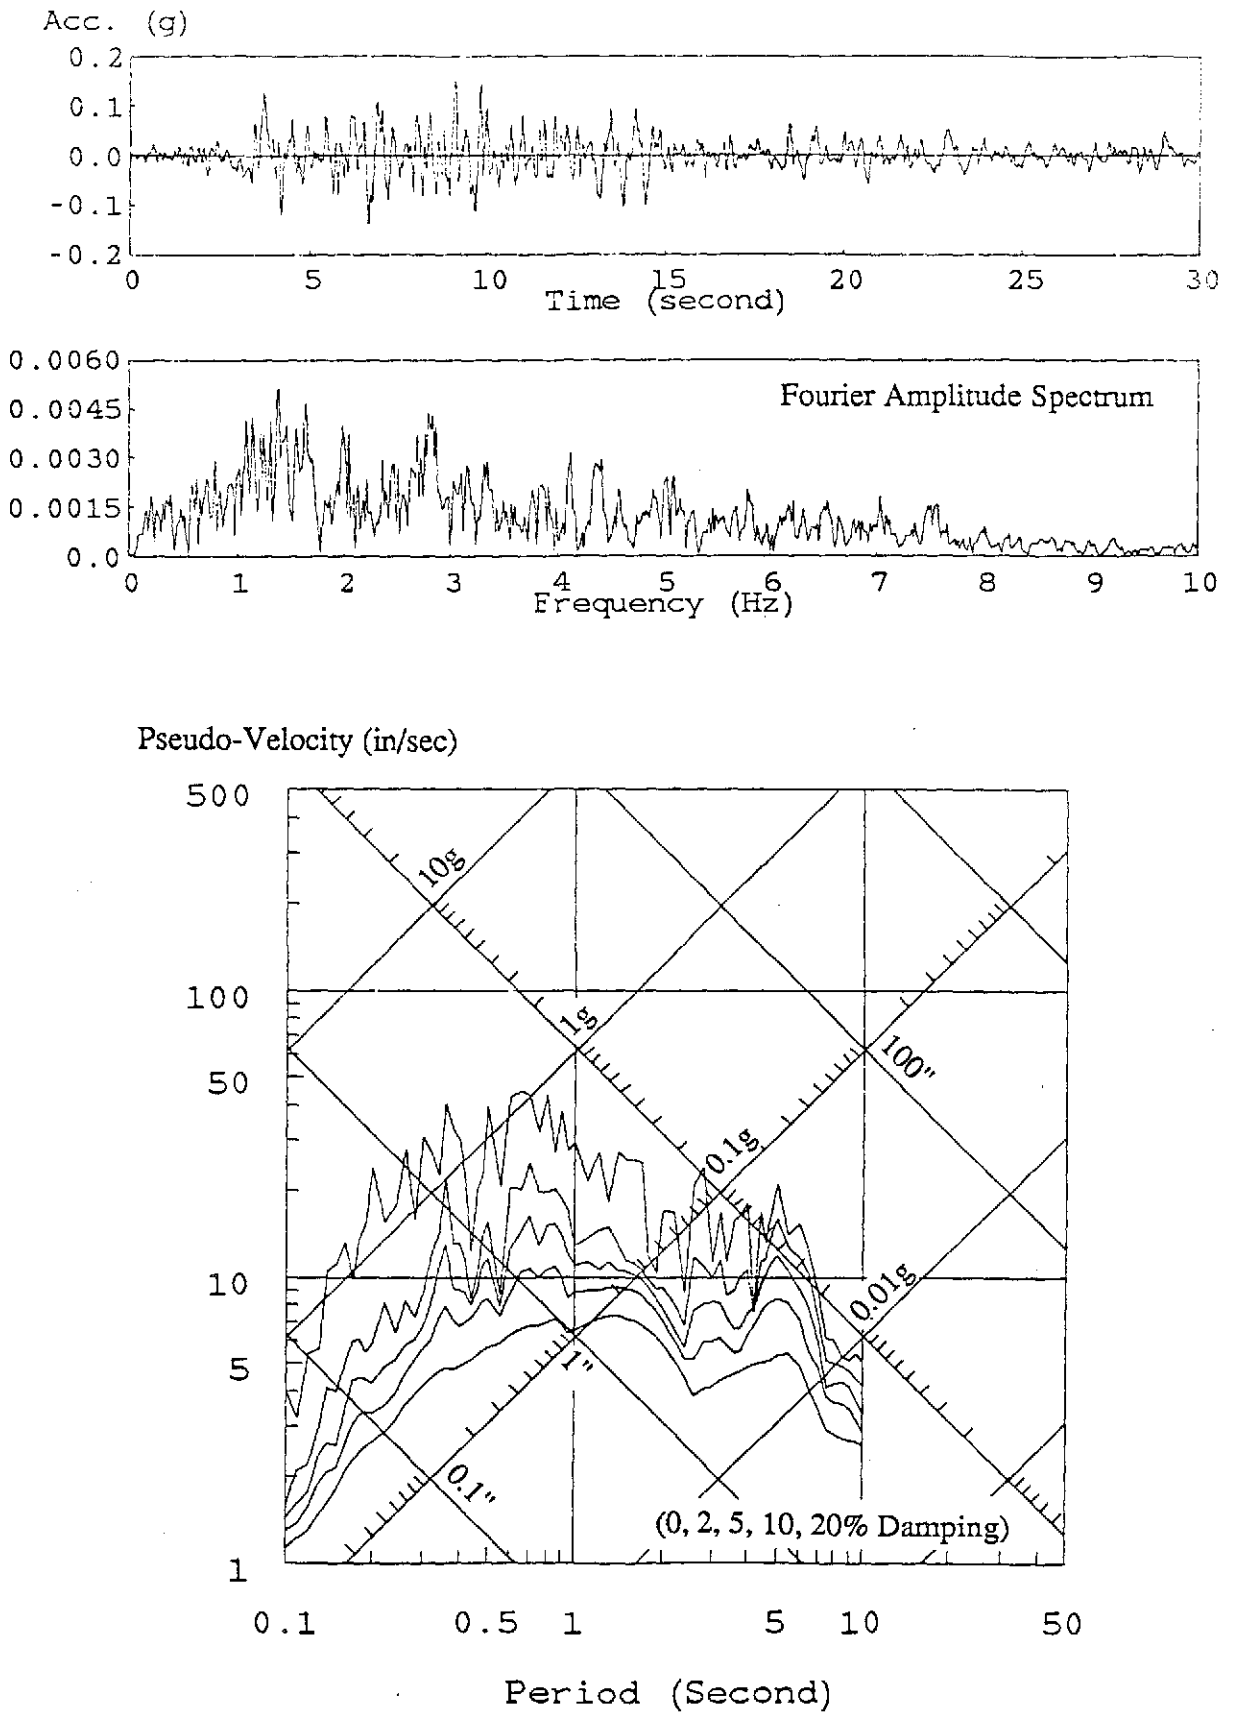 Acc. (g)
0.2
0.1
0.0
-0.1
-0.2
0 5 10 15 20 25 30
Time (second)
0.0060
0.0045
0.0030
0.0015
0.0
Fourier Amplitude Spectrum
0 1 2 3 4 5 6 7 8 9 10
Frequency (Hz)
Pseudo-Velocity (in/sec)
500
100
50
10
5
1
10g
1g
0.1g
0.01g
100"
1"
0.1"
(0, 2, 5, 10, 20% Damping)
0.1 0.5 1 5 10 50
Period (Second)